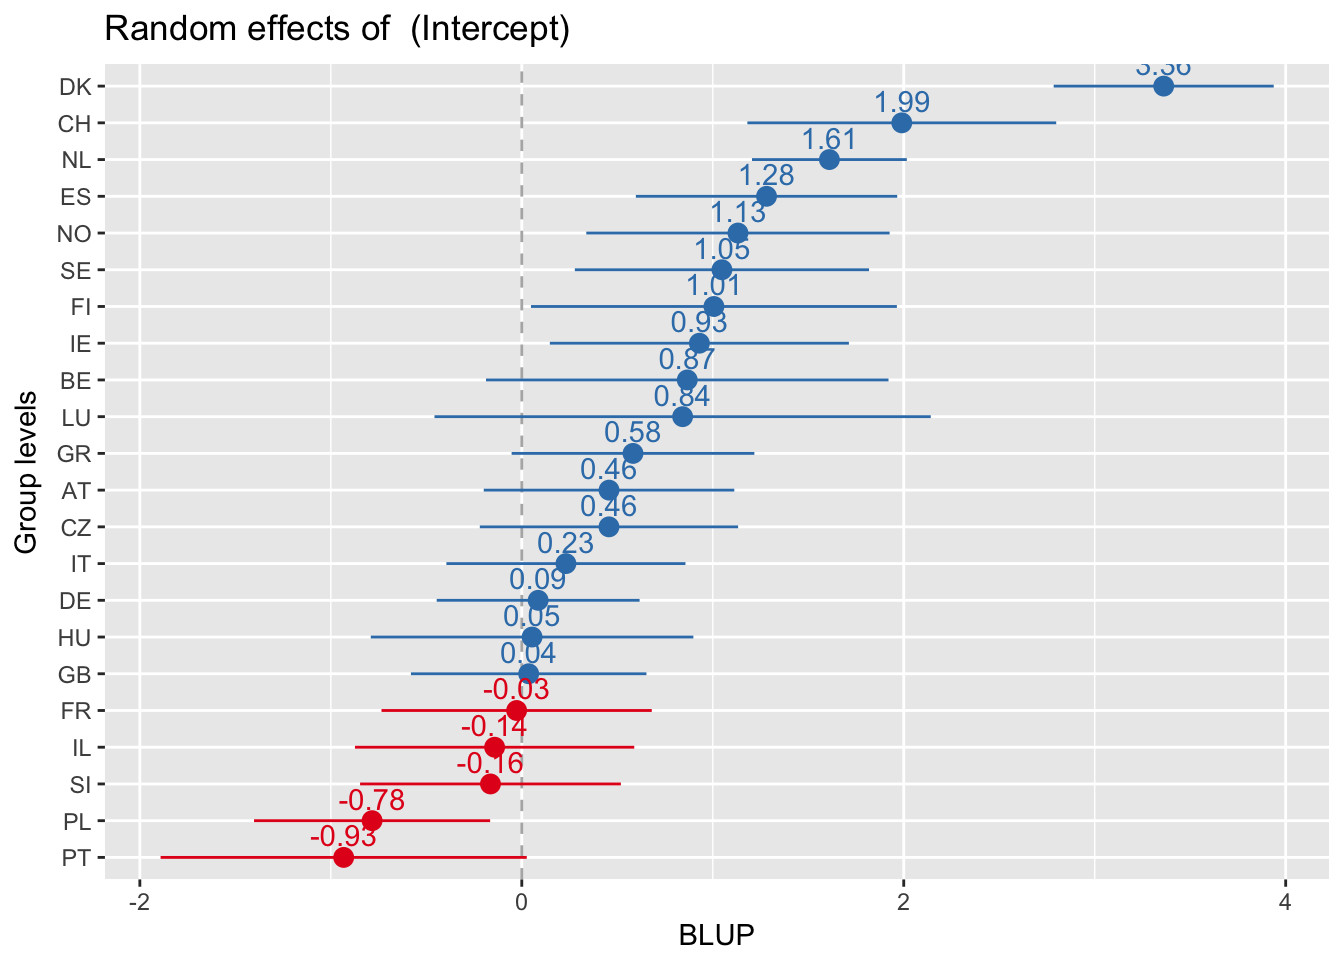 Random effects of  (Intercept)
Group levels
DK
3.36
CH
1.99
NL
1.61
ES
1.28
NO
1.13
SE
1.05
FI
1.01
IE
0.93
BE
0.87
LU
0.84
GR
0.58
AT
0.46
CZ
0.46
IT
0.23
DE
0.09
HU
0.05
GB
0.04
FR
-0.03
IL
-0.14
SI
-0.16
PL
-0.78
PT
-0.93
-2
0
2
4
BLUP